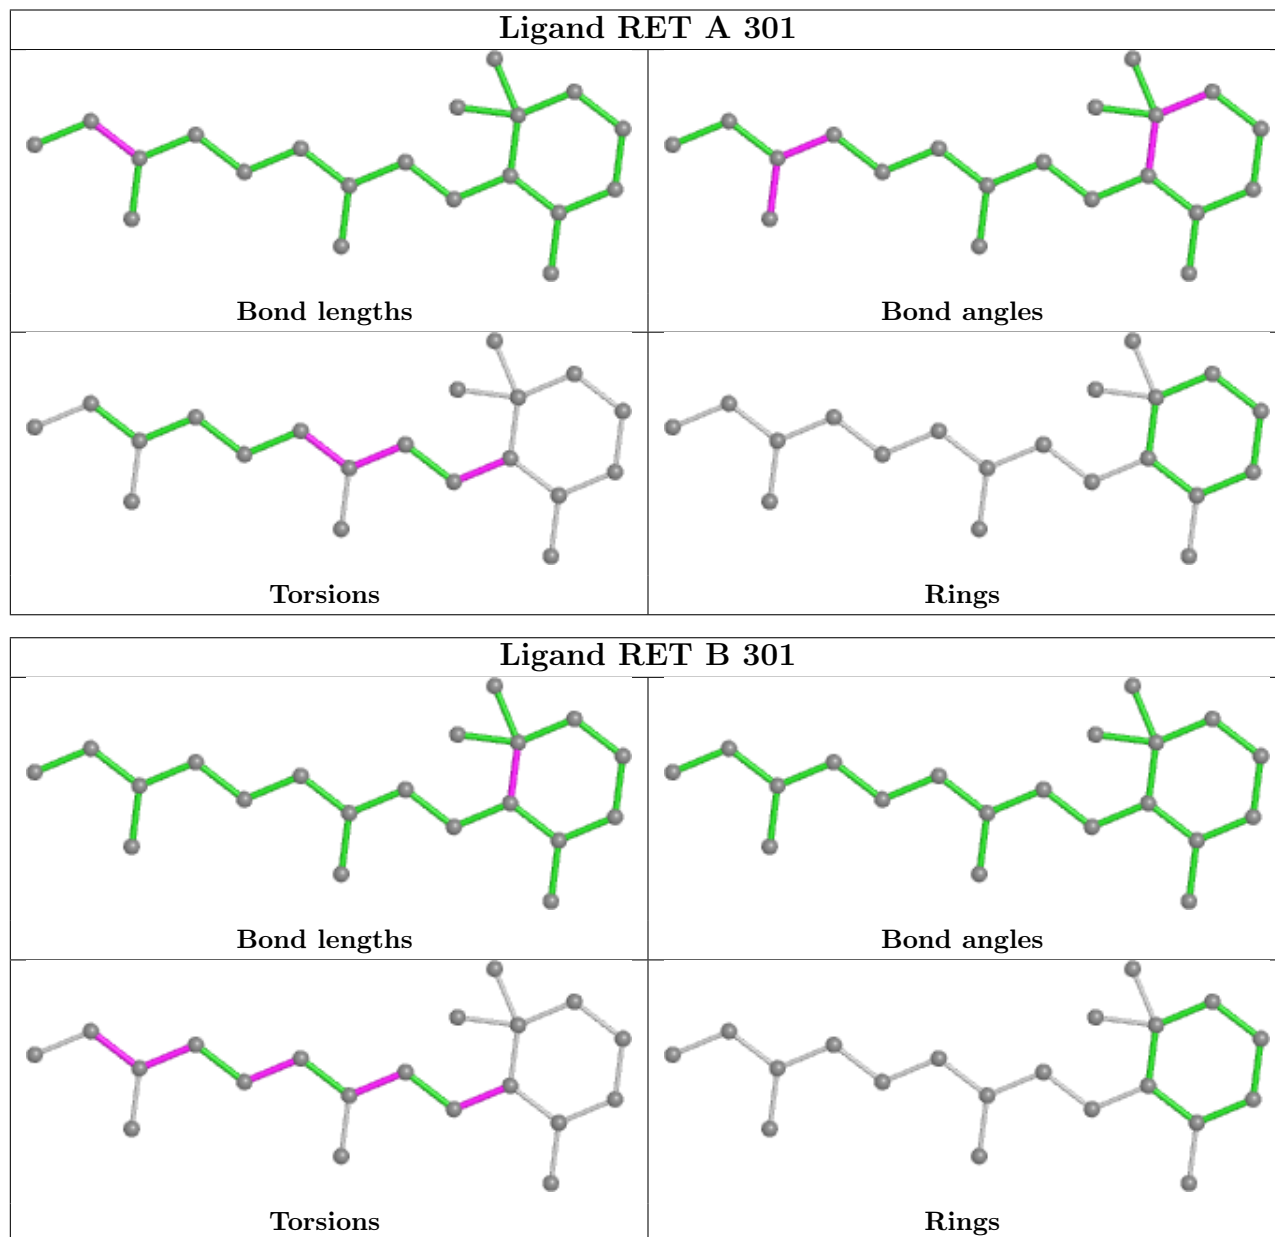 Ligand RET A 301
Bond lengths
Bond angles
Torsions
Rings
Ligand RET B 301
Bond lengths
Bond angles
Torsions
Rings